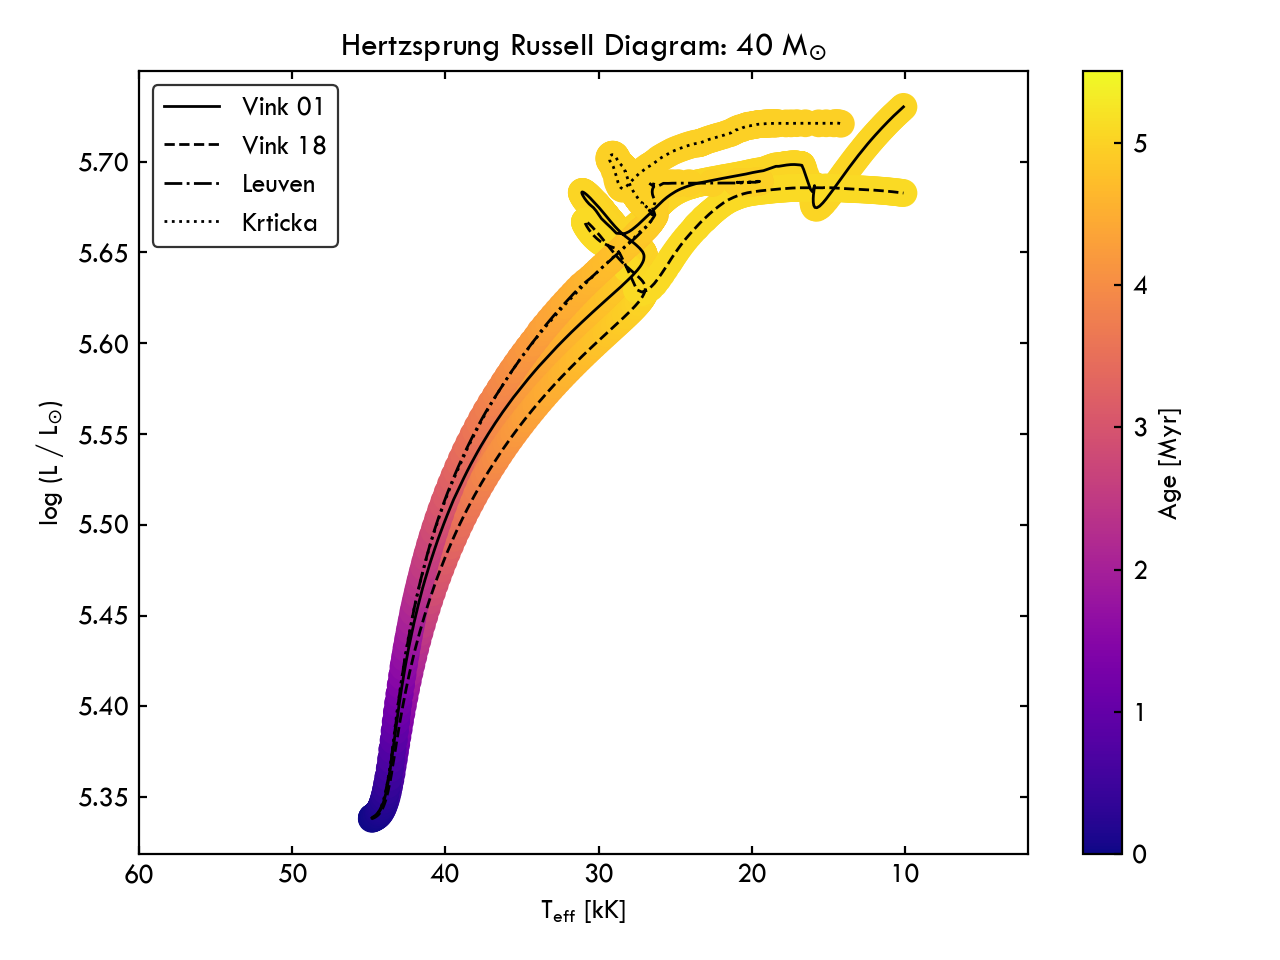 Hertzsprung Russell Diagram: 40 M☉
Vink 01
Vink 18
Leuven
Krticka
5.70
5.65
5.60
5.55
5.50
5.45
5.40
5.35
log (L / L☉)
60 50 40 30 20 10
Teff [kK]
5
4
3
2
1
0
Age [Myr]